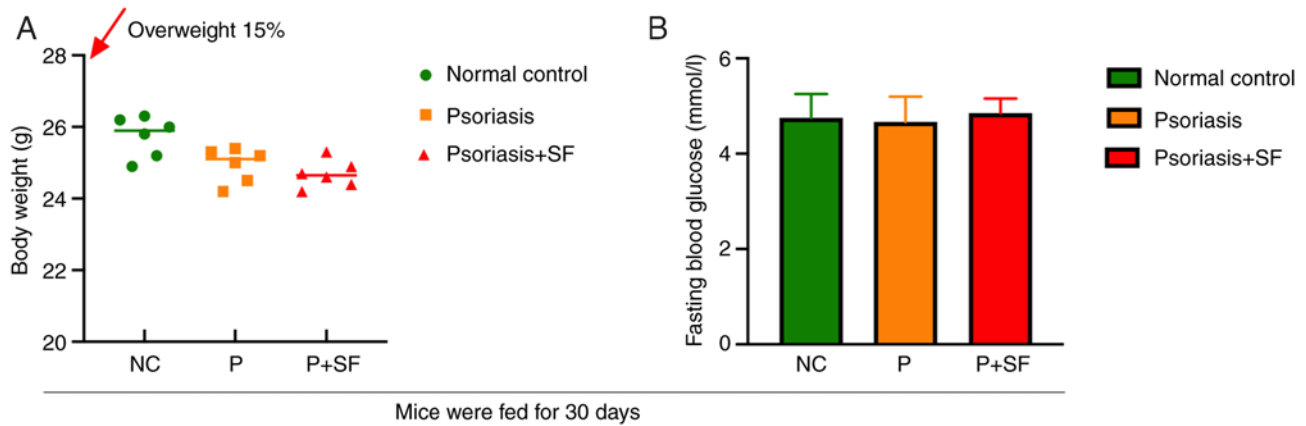 A
Overweight 15%
Body weight (g)
28
26
24
22
20
NC
P
P+SF
Normal control
Psoriasis
Psoriasis+SF
B
Fasting blood glucose (mmol/l)
6
4
2
0
NC
P
P+SF
Normal control
Psoriasis
Psoriasis+SF
Mice were fed for 30 days